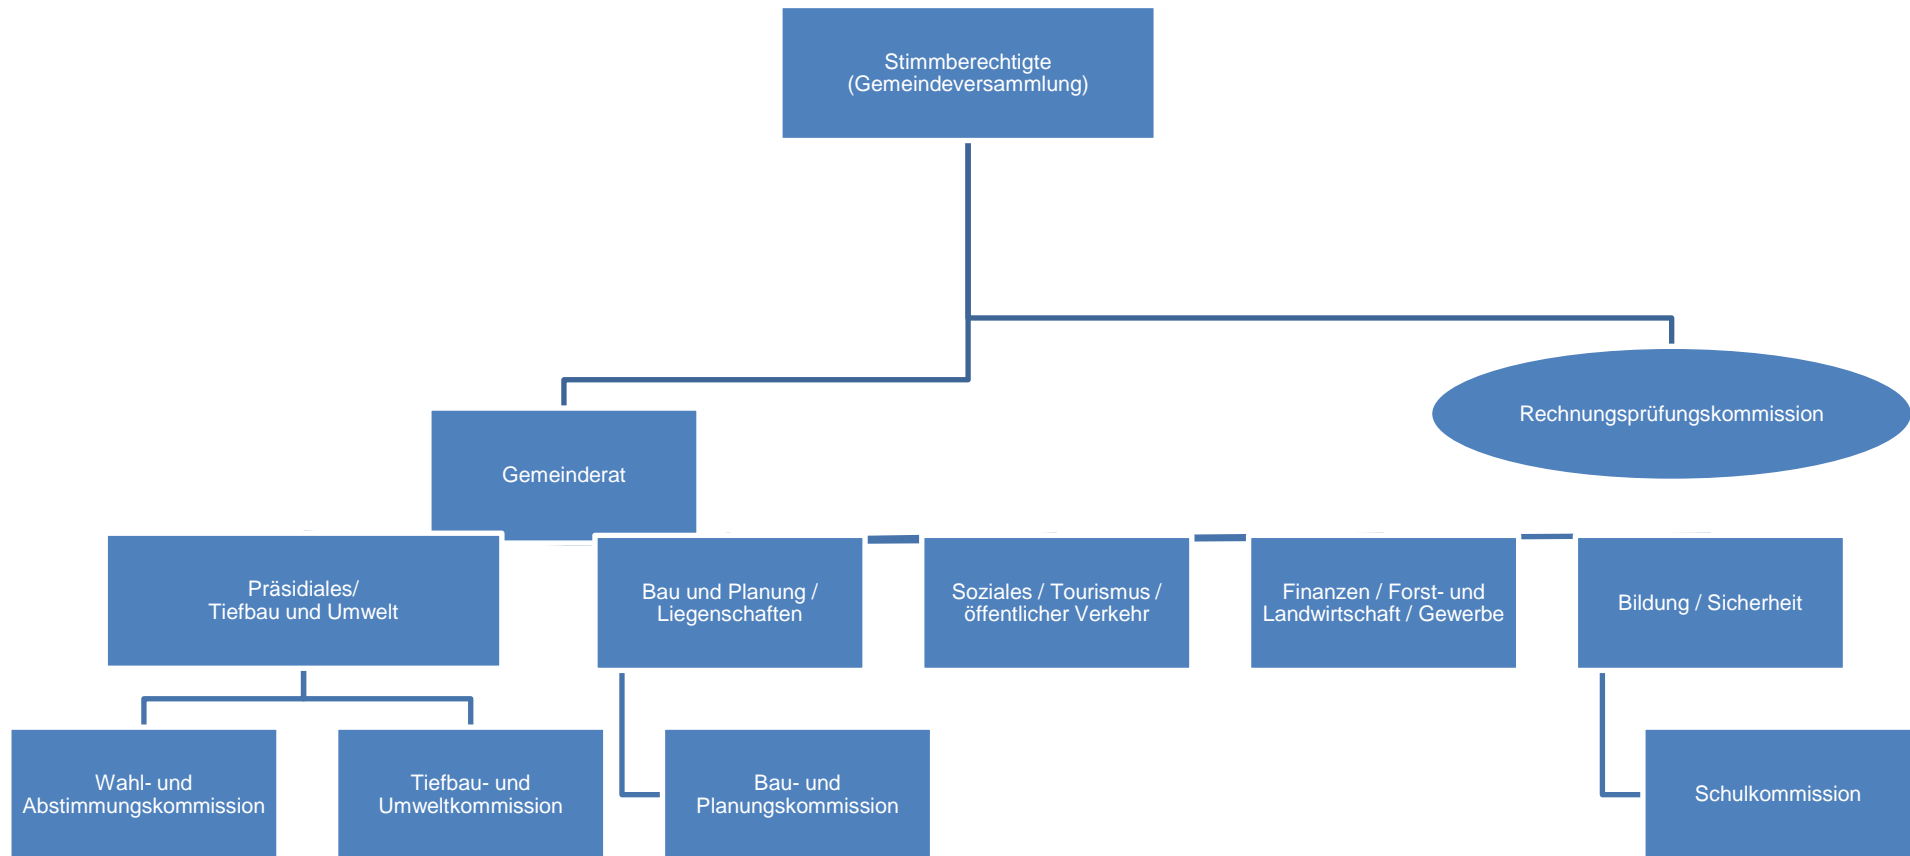 Stimmberechtigte
(Gemeindeversammlung)
Rechnungsprüfungskommission
Gemeinderat
Präsidiales/
Tiefbau und Umwelt
Bau und Planung /
Liegenschaften
Soziales / Tourismus /
öffentlicher Verkehr
Finanzen / Forst- und
Landwirtschaft / Gewerbe
Bildung / Sicherheit
Wahl- und
Abstimmungskommission
Tiefbau- und
Umweltkommission
Bau- und
Planungskommission
Schulkommission